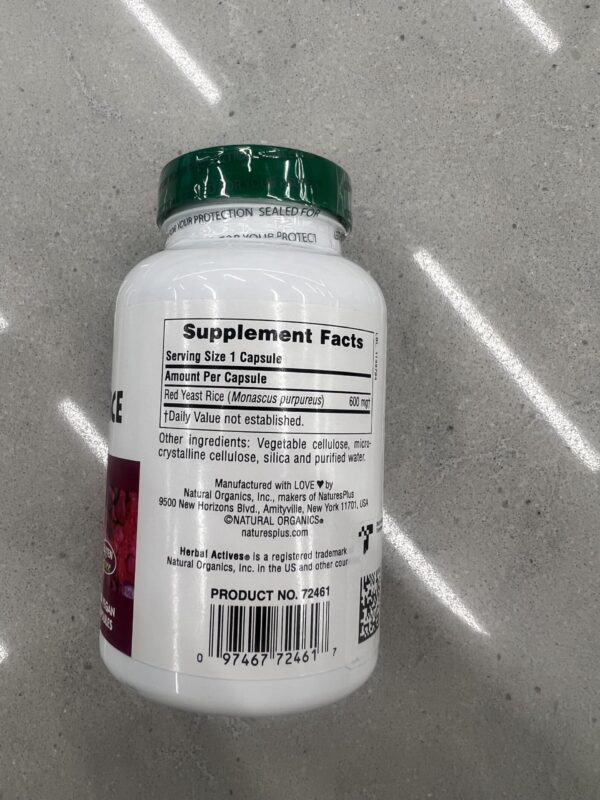 FOR YOUR PROTECTION SEALED FOR
FOR YOUR PROTECT
Supplement Facts
Serving Size 1 Capsule
Amount Per Capsule
Red Yeast Rice (Monascus purpureus) 600 mg†
†Daily Value not established.
Other ingredients: Vegetable cellulose, micro-
crystalline cellulose, silica and purified water.
Manufactured with LOVE ♥ by
Natural Organics, Inc., makers of NaturesPlus
9500 New Horizons Blvd., Amityville, New York 11701, USA
©NATURAL ORGANICS®
naturesplus.com
Herbal Actives® is a registered trademark
Natural Organics, Inc. in the US and other cour
PRODUCT NO. 72461
0 97467 72461 7
CE